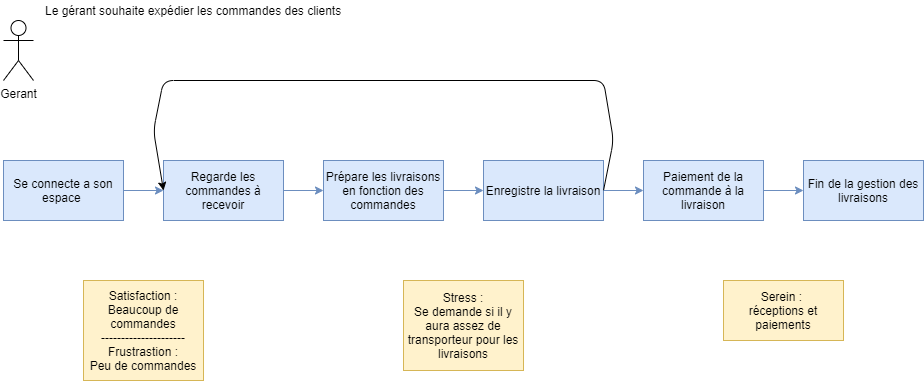 Le gérant souhaite expédier les commandes des clients
Gerant
Se connecte a son
espace
Regarde les
commandes à
recevoir
Prépare les livraisons
en fonction des
commandes
Enregistre la livraison
Paiement de la
commande à la
livraison
Fin de la gestion des
livraisons
Satisfaction :
Beaucoup de
commandes
---------------------
Frustrastion :
Peu de commandes
Stress :
Se demande si il y
aura assez de
transporteur pour les
livraisons
Serein :
réceptions et
paiements